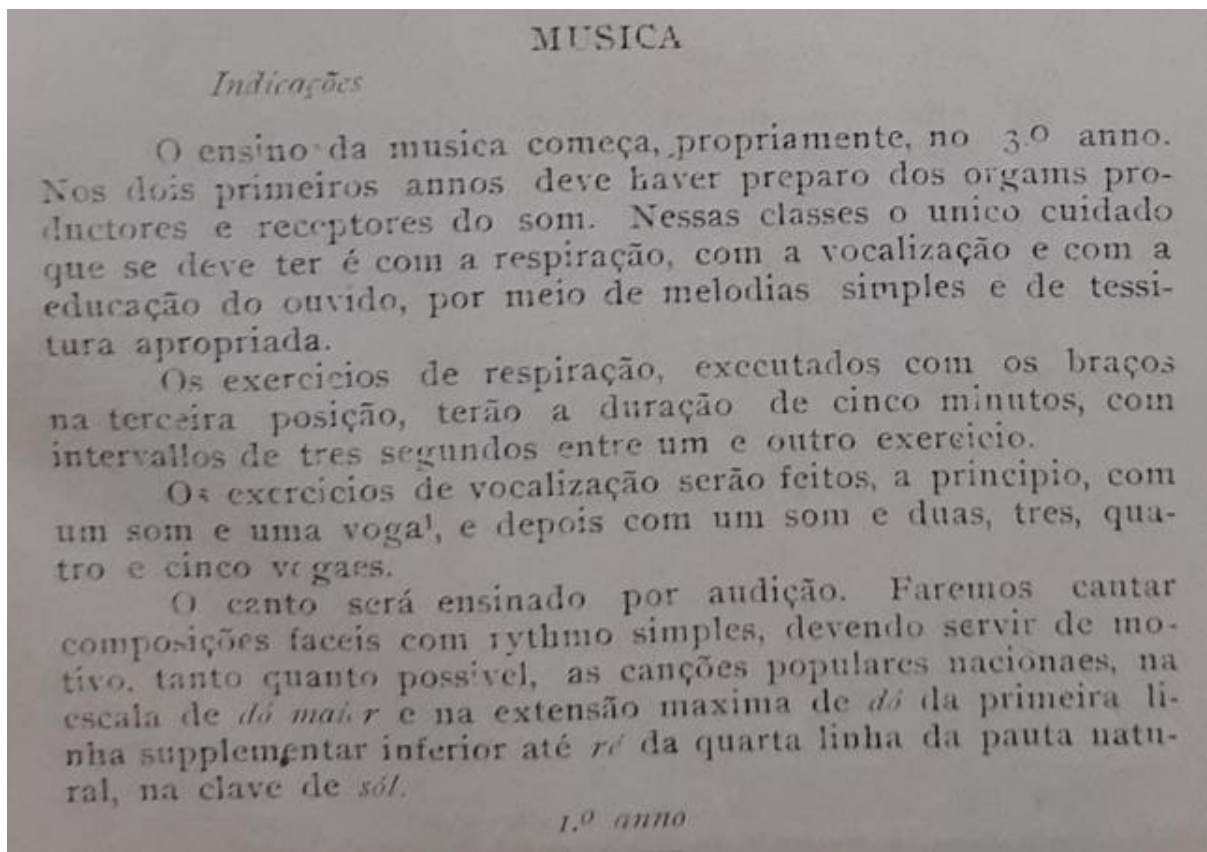 MUSICA
Indicações
O ensino da musica começa, propriamente, no 3.º anno.
Nos dois primeiros annos deve haver preparo dos orgams pro-
ductores e receptores do som. Nessas classes o unico cuidado
que se deve ter é com a respiração, com a vocalização e com a
educação do ouvido, por meio de melodias simples e de tessi-
tura apropriada.
Os exercicios de respiração, executados com os braços
na terceira posição, terão a duração de cinco minutos, com
intervallos de tres segundos entre um e outro exercicio.
Os exercicios de vocalização serão feitos, a principio, com
um som e uma vogal, e depois com um som e duas, tres, qua-
tro e cinco vogaes.
O canto será ensinado por audição. Faremos cantar
composições faceis com rythmo simples, devendo servir de mo-
tivo, tanto quanto possivel, as canções populares nacionaes, na
escala de dó maior e na extensão maxima de dó da primeira li-
nha supplementar inferior até ré da quarta linha da pauta natu-
ral, na clave de sól.
1.º anno